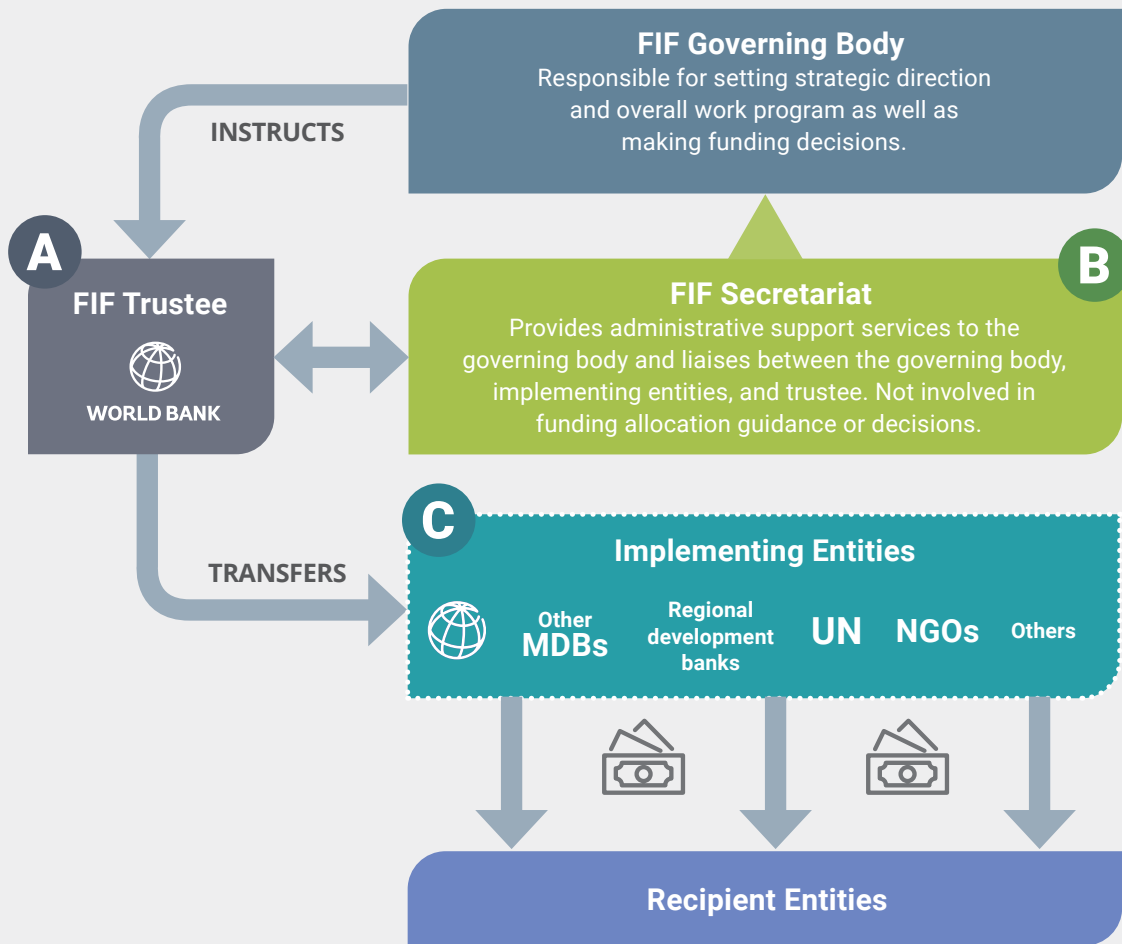 FIF Governing Body
Responsible for setting strategic direction
and overall work program as well as
making funding decisions.
INSTRUCTS
A
FIF Trustee
WORLD BANK
B
FIF Secretariat
Provides administrative support services to the
governing body and liaises between the governing body,
implementing entities, and trustee. Not involved in
funding allocation guidance or decisions.
TRANSFERS
C
Implementing Entities
Other
MDBs
Regional
development
banks
UN
NGOs
Others
Recipient Entities